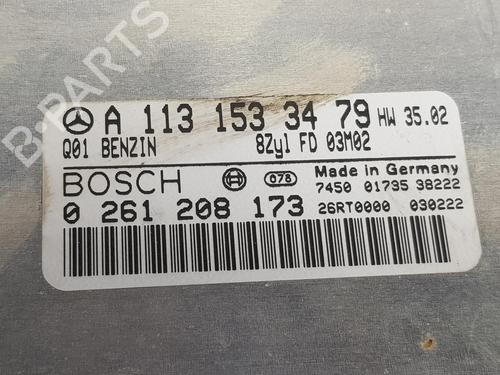 B-PARTS
A 113 153 34 79 HW 35.02
Q01 BENZIN 8Zyl FD 03M02
BOSCH 078 Made in Germany
7450 01735 38222
0 261 208 173 26RT0000 030222